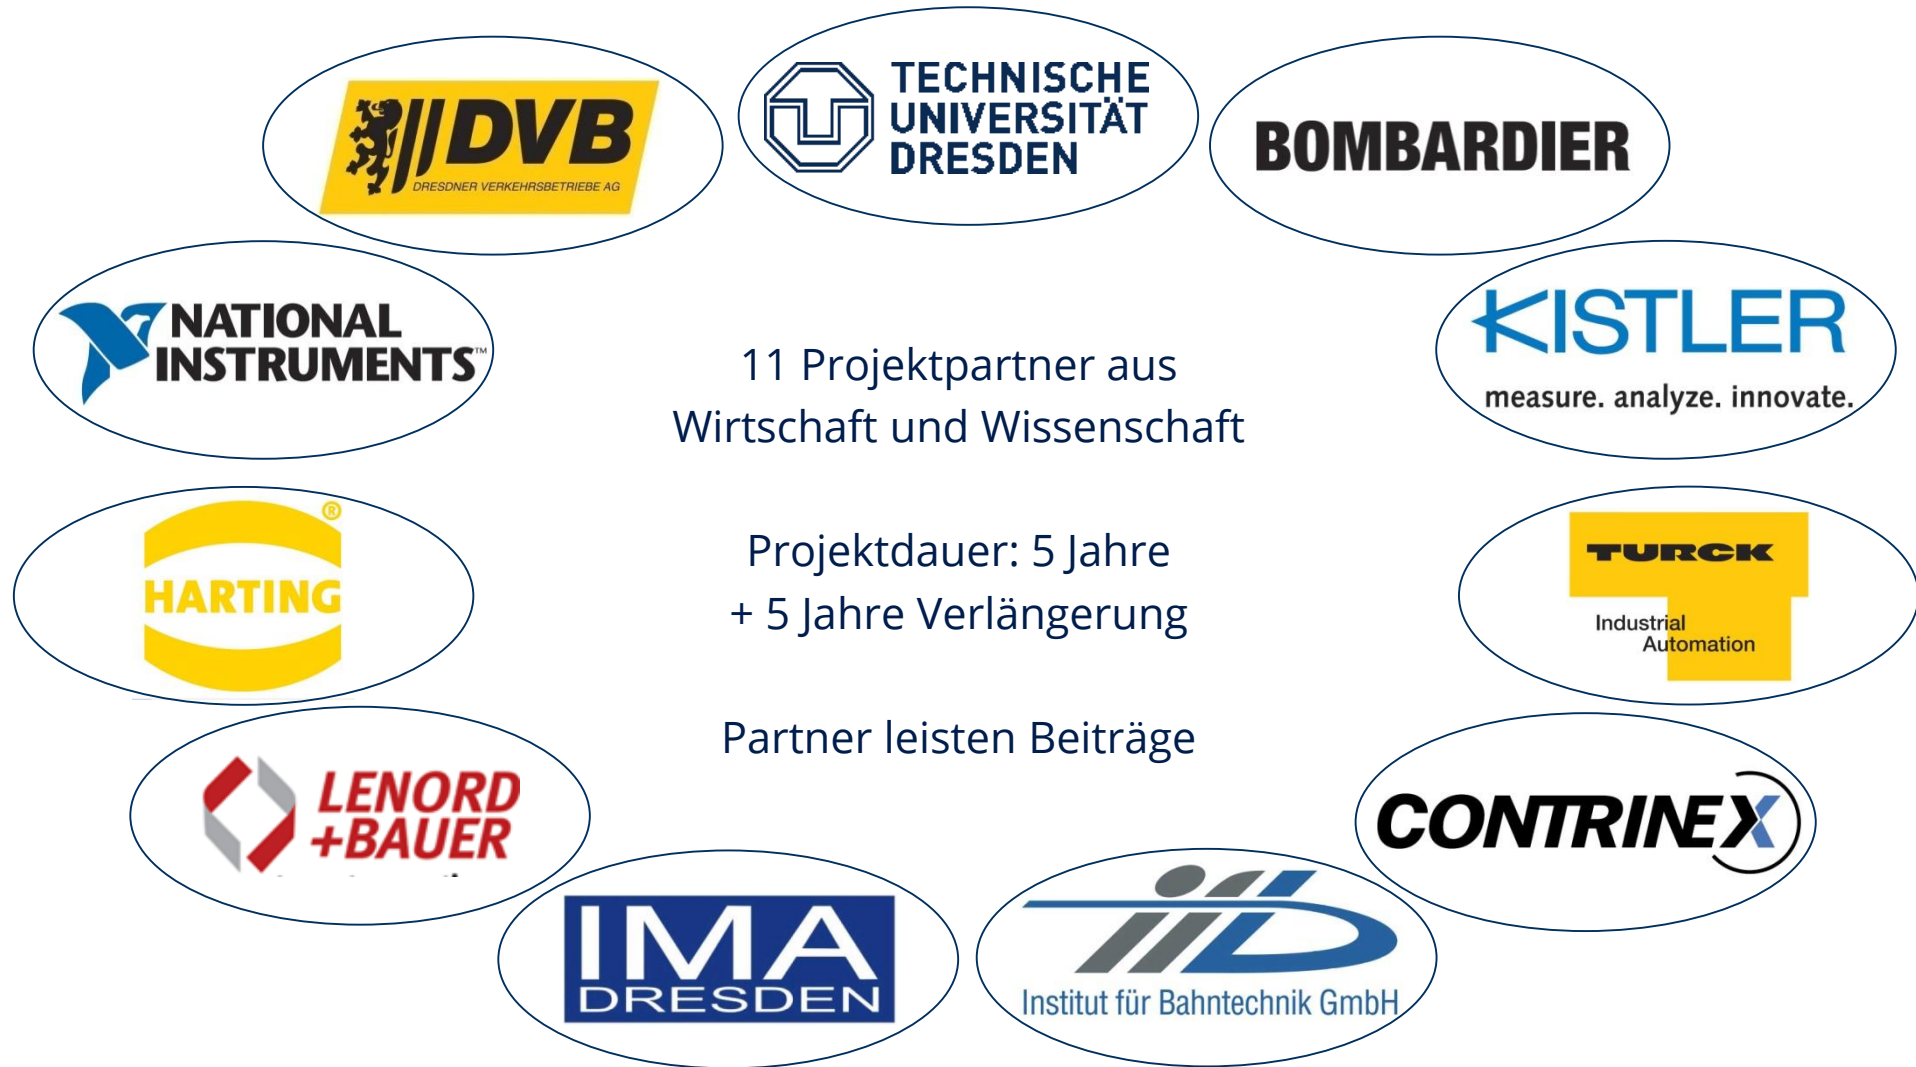 DVB
DRESDNER VERKEHRSBETRIEBE AG
TECHNISCHE
UNIVERSITÄT
DRESDEN
BOMBARDIER
NATIONAL
INSTRUMENTS™
KISTLER
measure. analyze. innovate.
11 Projektpartner aus
Wirtschaft und Wissenschaft
HARTING
®
Projektdauer: 5 Jahre
+ 5 Jahre Verlängerung
TURCK
Industrial
Automation
Partner leisten Beiträge
LENORD
+BAUER
CONTRINEX
IMA
DRESDEN
Institut für Bahntechnik GmbH